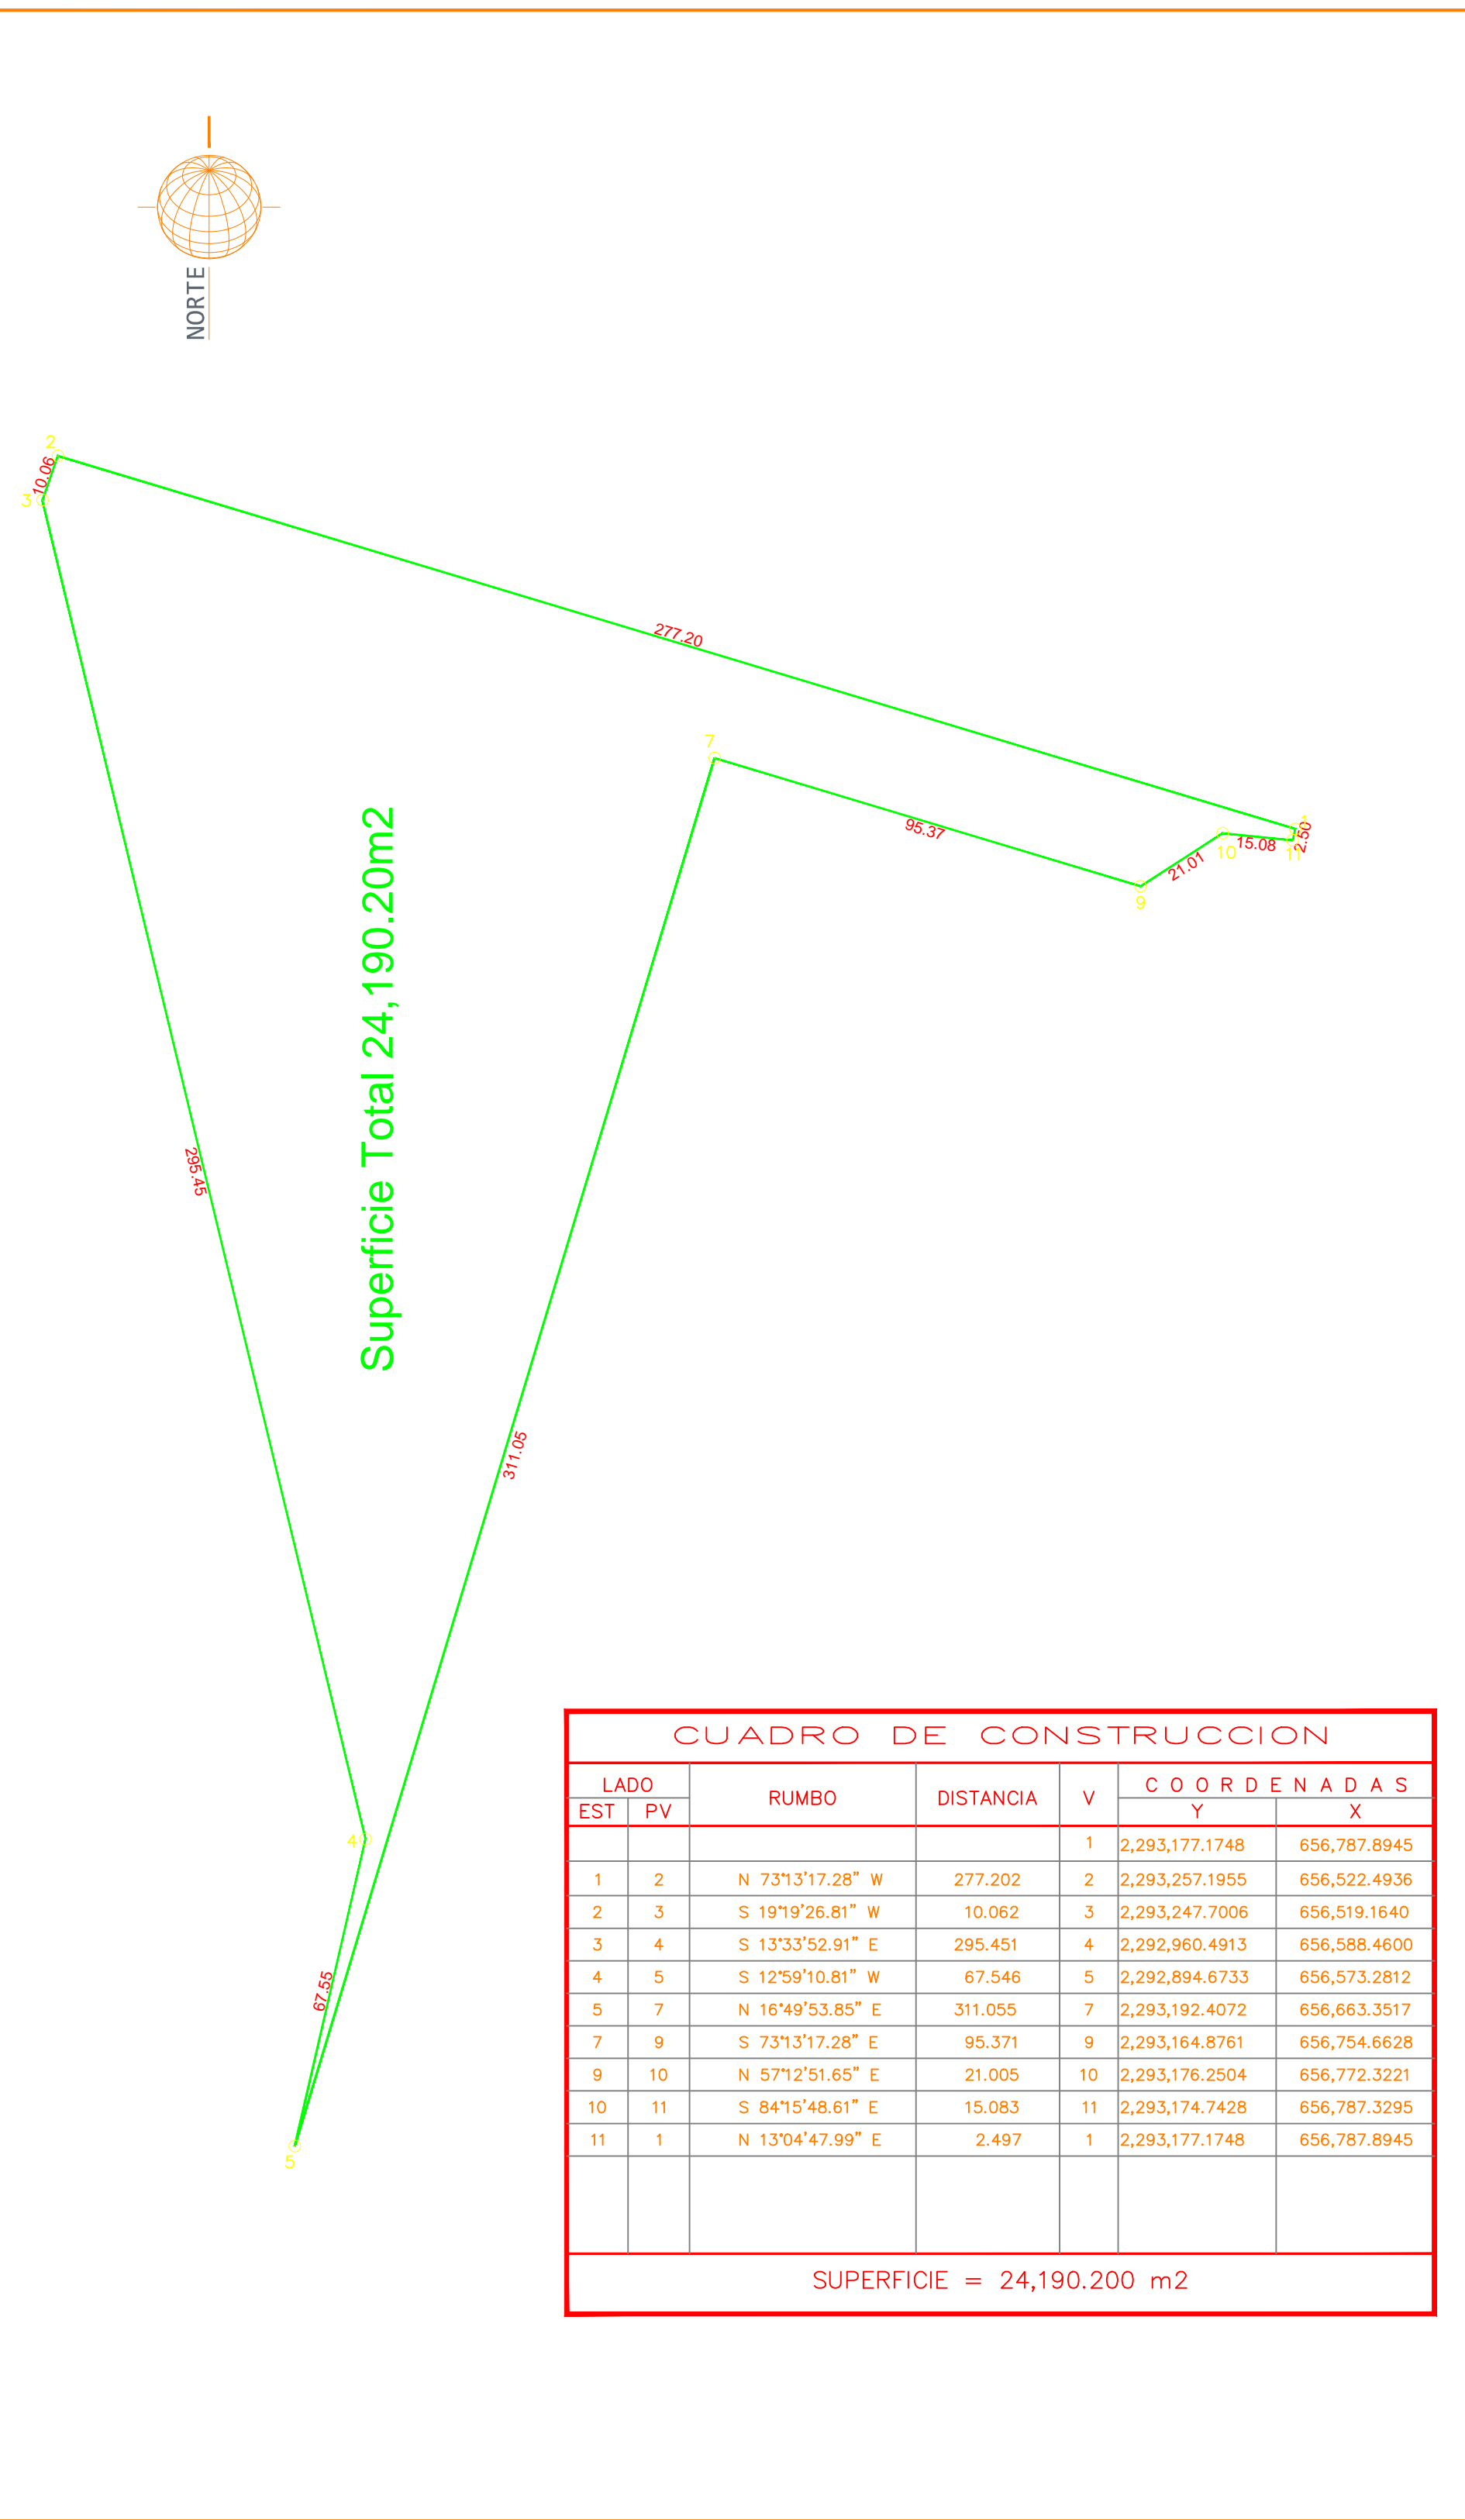 NORTE
2
10.06
3
277.20
7
1
95.37
15.08
2.50
10
11
21.01
9
Superficie Total 24,190.20m2
295.45
311.05
4
67.55
5
CUADRO DE CONSTRUCCION
LADO RUMBO DISTANCIA V COORDENADAS
EST PV Y X
1 2,293,177.1748 656,787.8945
1 2 N 73°13'17.28" W 277.202 2 2,293,257.1955 656,522.4936
2 3 S 19°19'26.81" W 10.062 3 2,293,247.7006 656,519.1640
3 4 S 13°33'52.91" E 295.451 4 2,292,960.4913 656,588.4600
4 5 S 12°59'10.81" W 67.546 5 2,292,894.6733 656,573.2812
5 7 N 16°49'53.85" E 311.055 7 2,293,192.4072 656,663.3517
7 9 S 73°13'17.28" E 95.371 9 2,293,164.8761 656,754.6628
9 10 N 57°12'51.65" E 21.005 10 2,293,176.2504 656,772.3221
10 11 S 84°15'48.61" E 15.083 11 2,293,174.7428 656,787.3295
11 1 N 13°04'47.99" E 2.497 1 2,293,177.1748 656,787.8945
SUPERFICIE = 24,190.200 m2